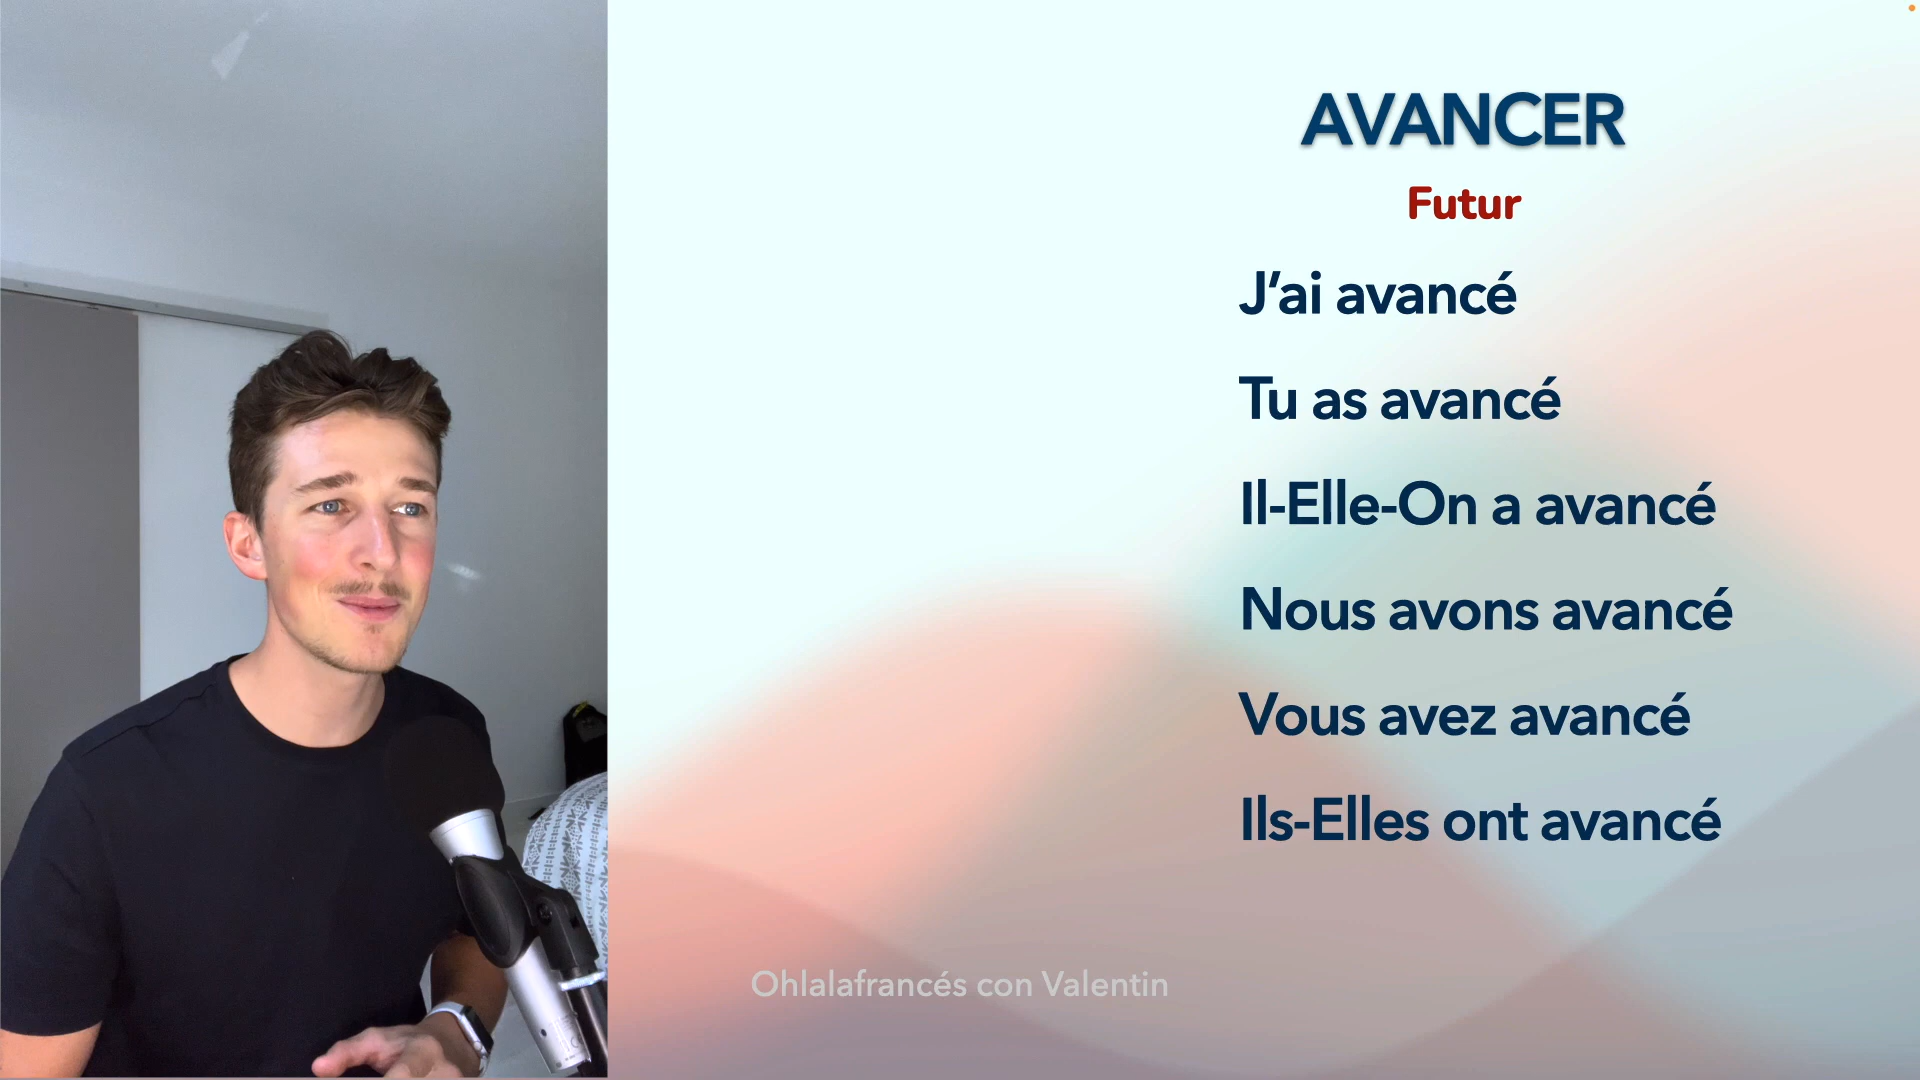 AVANCER
Futur
J’ai avancé
Tu as avancé
Il-Elle-On a avancé
Nous avons avancé
Vous avez avancé
Ils-Elles ont avancé
Ohlalafrancés con Valentin